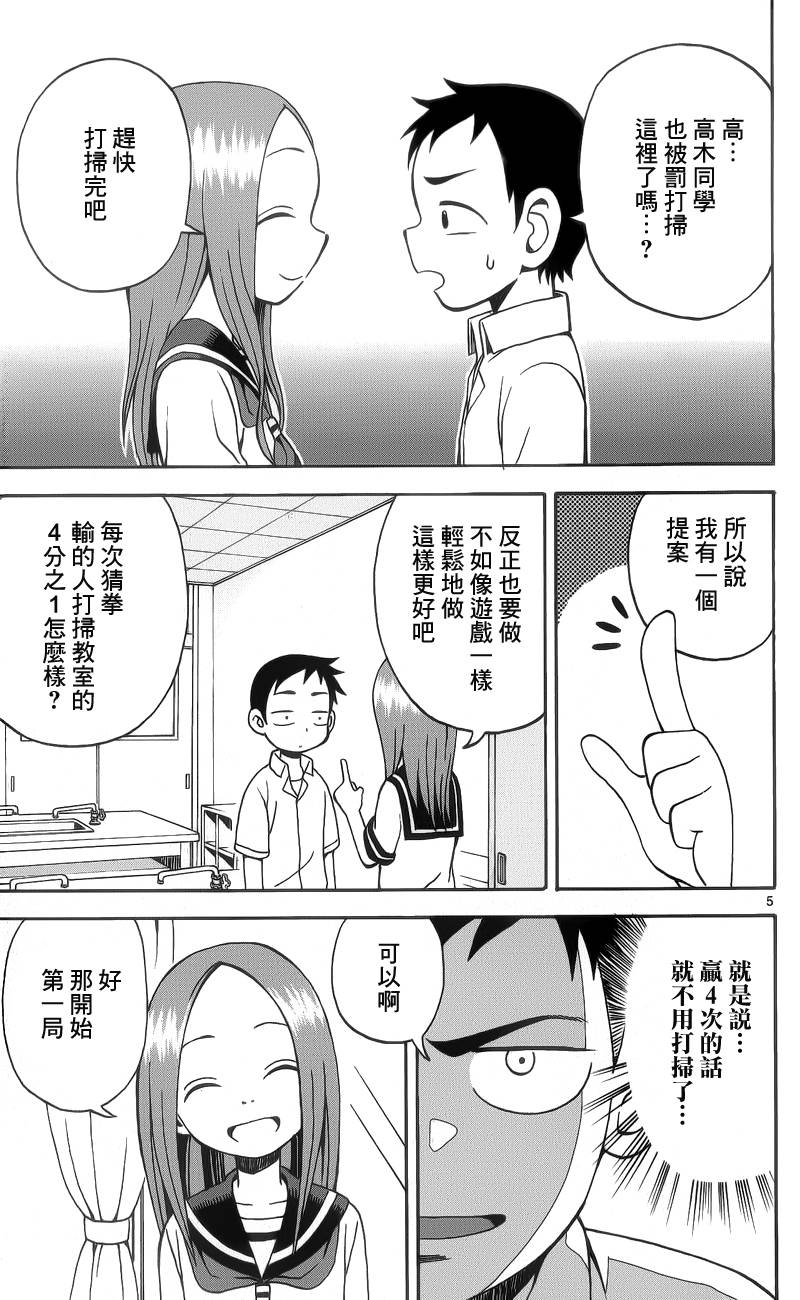 高…
高木同學
也被罰打掃
這裡了嗎…?
趕快
打掃完吧
所以說
我有一個
提案
反正也要做
不如像遊戲一樣
輕鬆地做
這樣更好吧
每次猜拳
輸的人打掃教室的
4分之1怎麼樣?
5
就是說…
贏4次的話
就不用打掃了…
可以啊
好
那開始
第一局